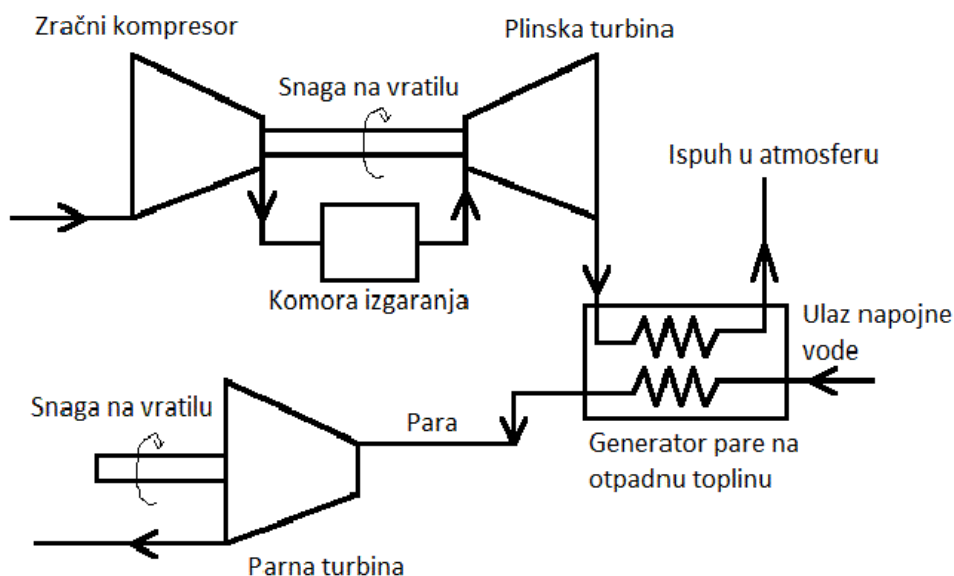 Zračni kompresor
Plinska turbina
Snaga na vratilu
Ispuh u atmosferu
Komora izgaranja
Ulaz napojne
vode
Snaga na vratilu
Para
Generator pare na
otpadnu toplinu
Parna turbina